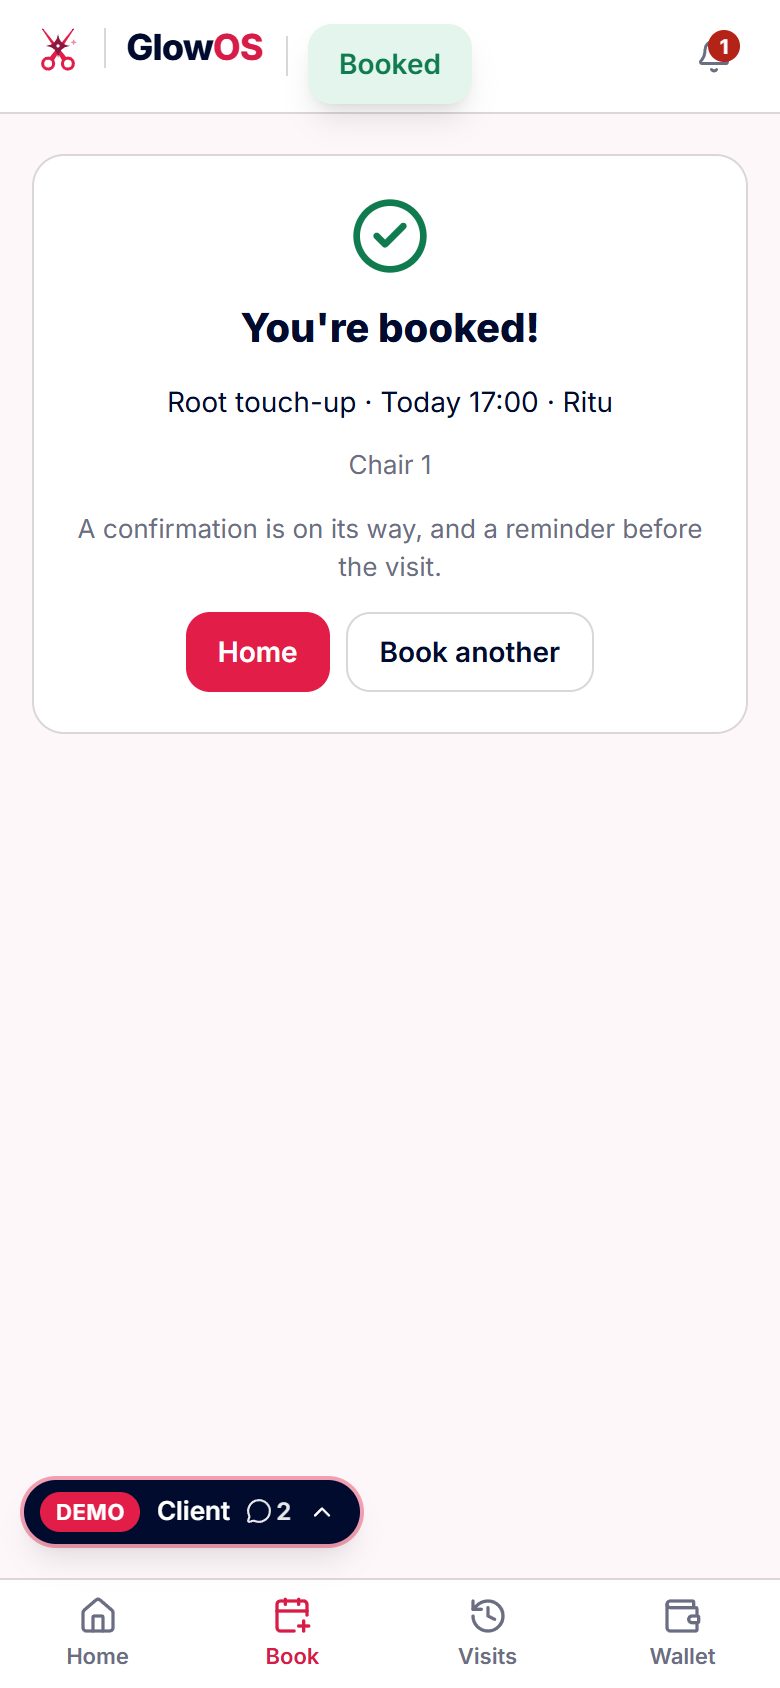 GlowOS
Booked
1
You're booked!
Root touch-up · Today 17:00 · Ritu
Chair 1
A confirmation is on its way, and a reminder before
the visit.
Home
Book another
DEMO Client 2
Home
Book
Visits
Wallet